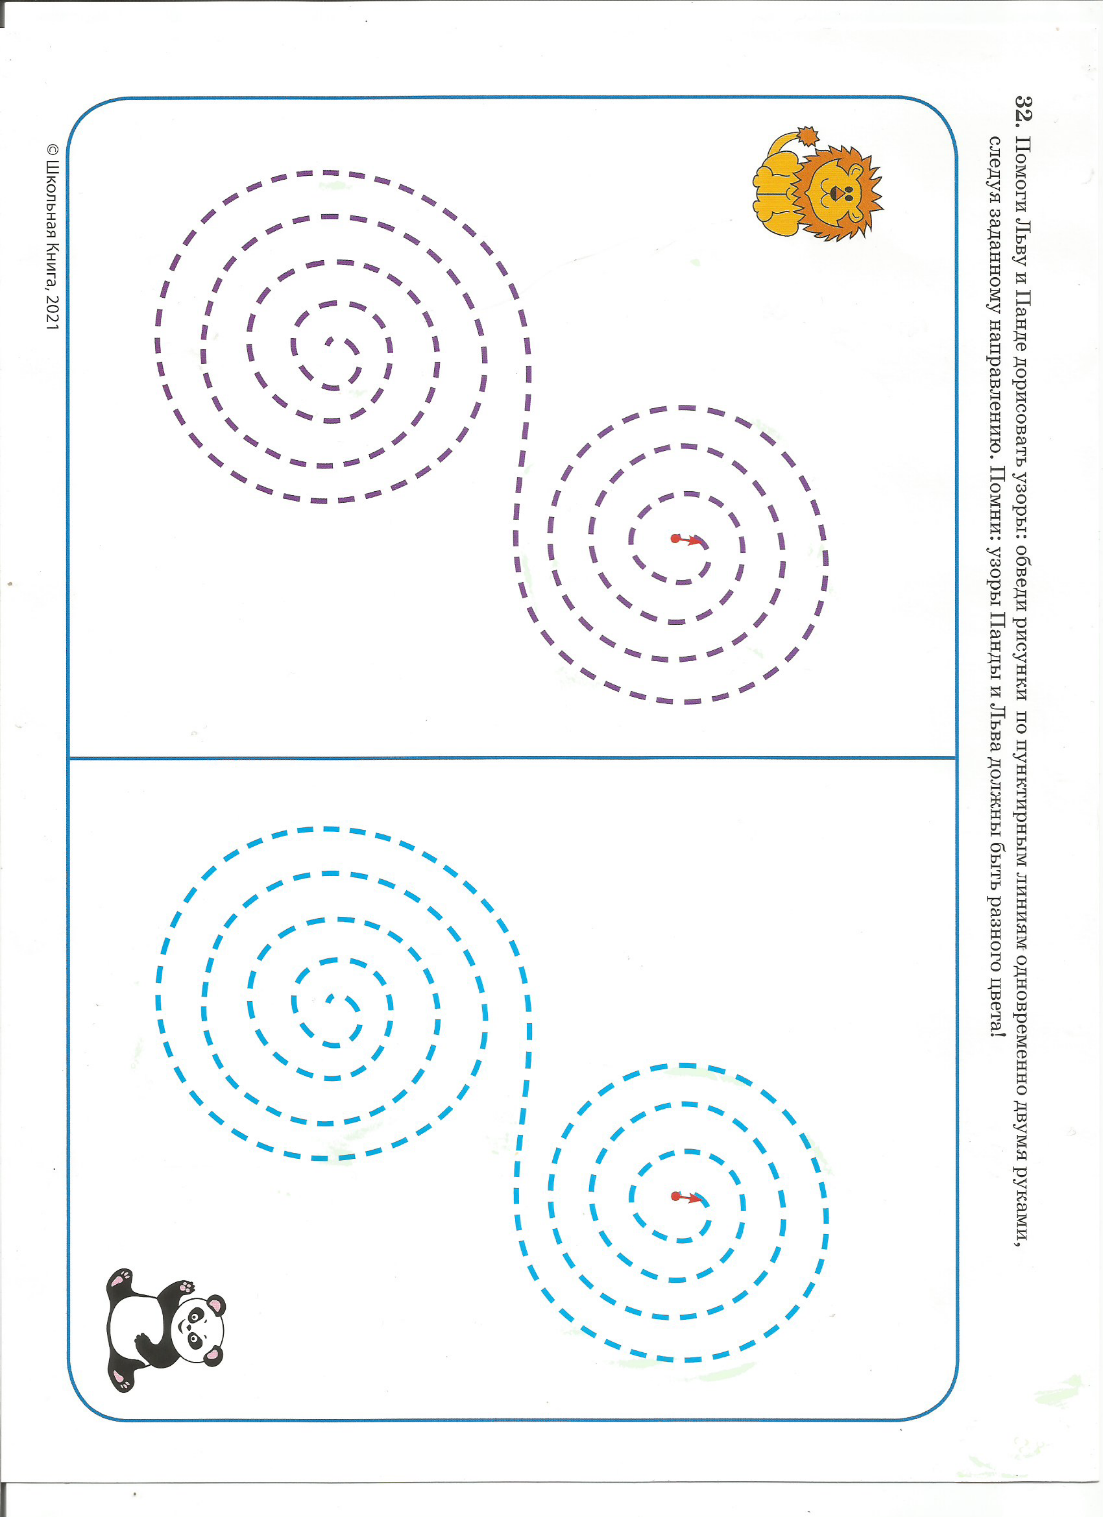 32. Помоги Льву и Панде дорисовать узоры: обведи рисунки по пунктирным линиям одновременно двумя руками,
следуя заданному направлению. Помни: узоры Панды и Льва должны быть разного цвета!
© Школьная Книга, 2021